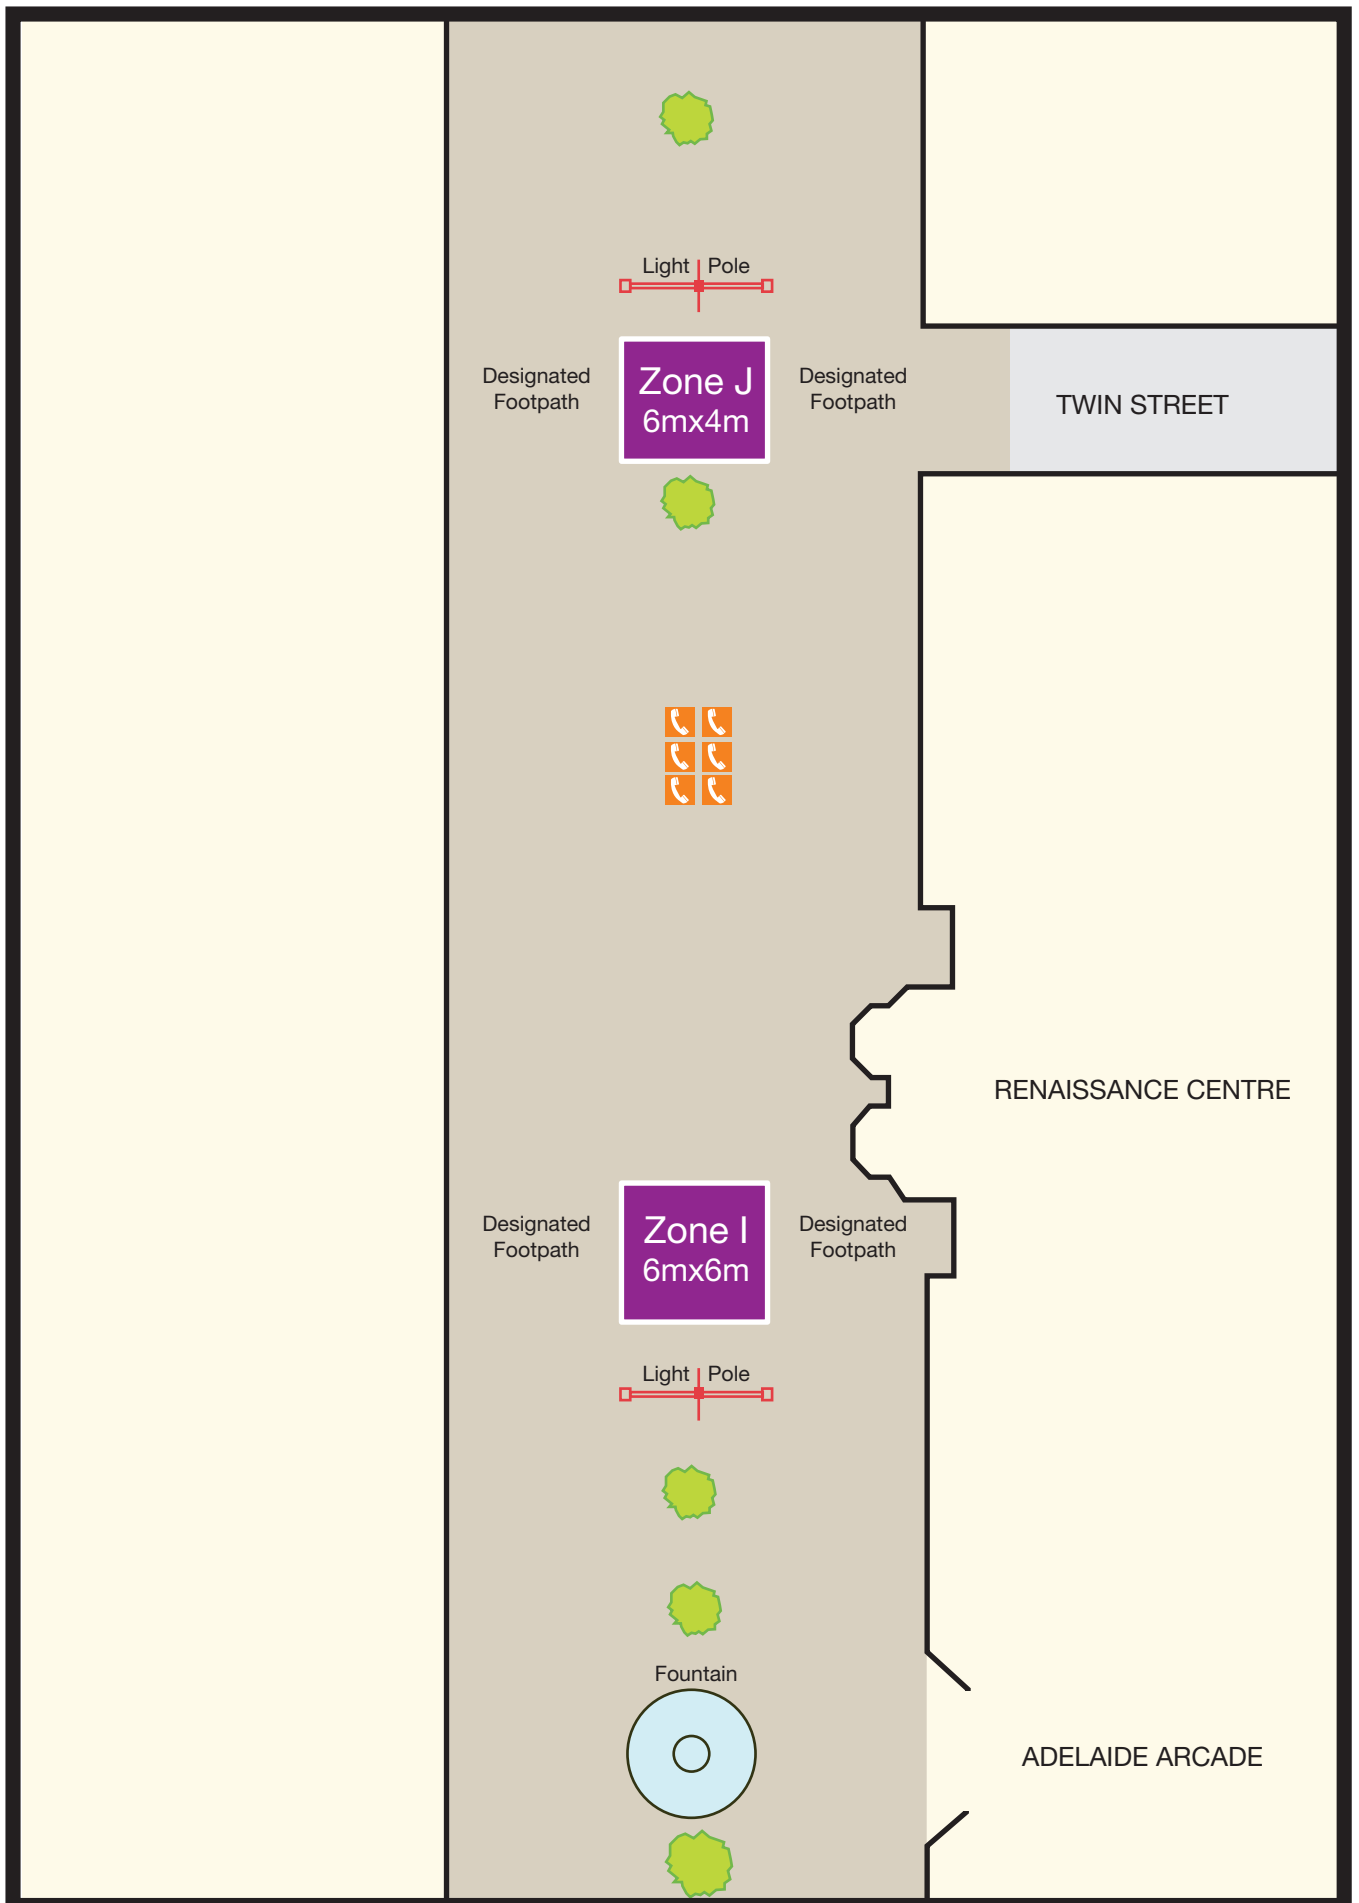 Light Pole
Designated
Footpath
Zone J
6mx4m
Designated
Footpath
TWIN STREET
RENAISSANCE CENTRE
Designated
Footpath
Zone I
6mx6m
Designated
Footpath
Light Pole
Fountain
ADELAIDE ARCADE